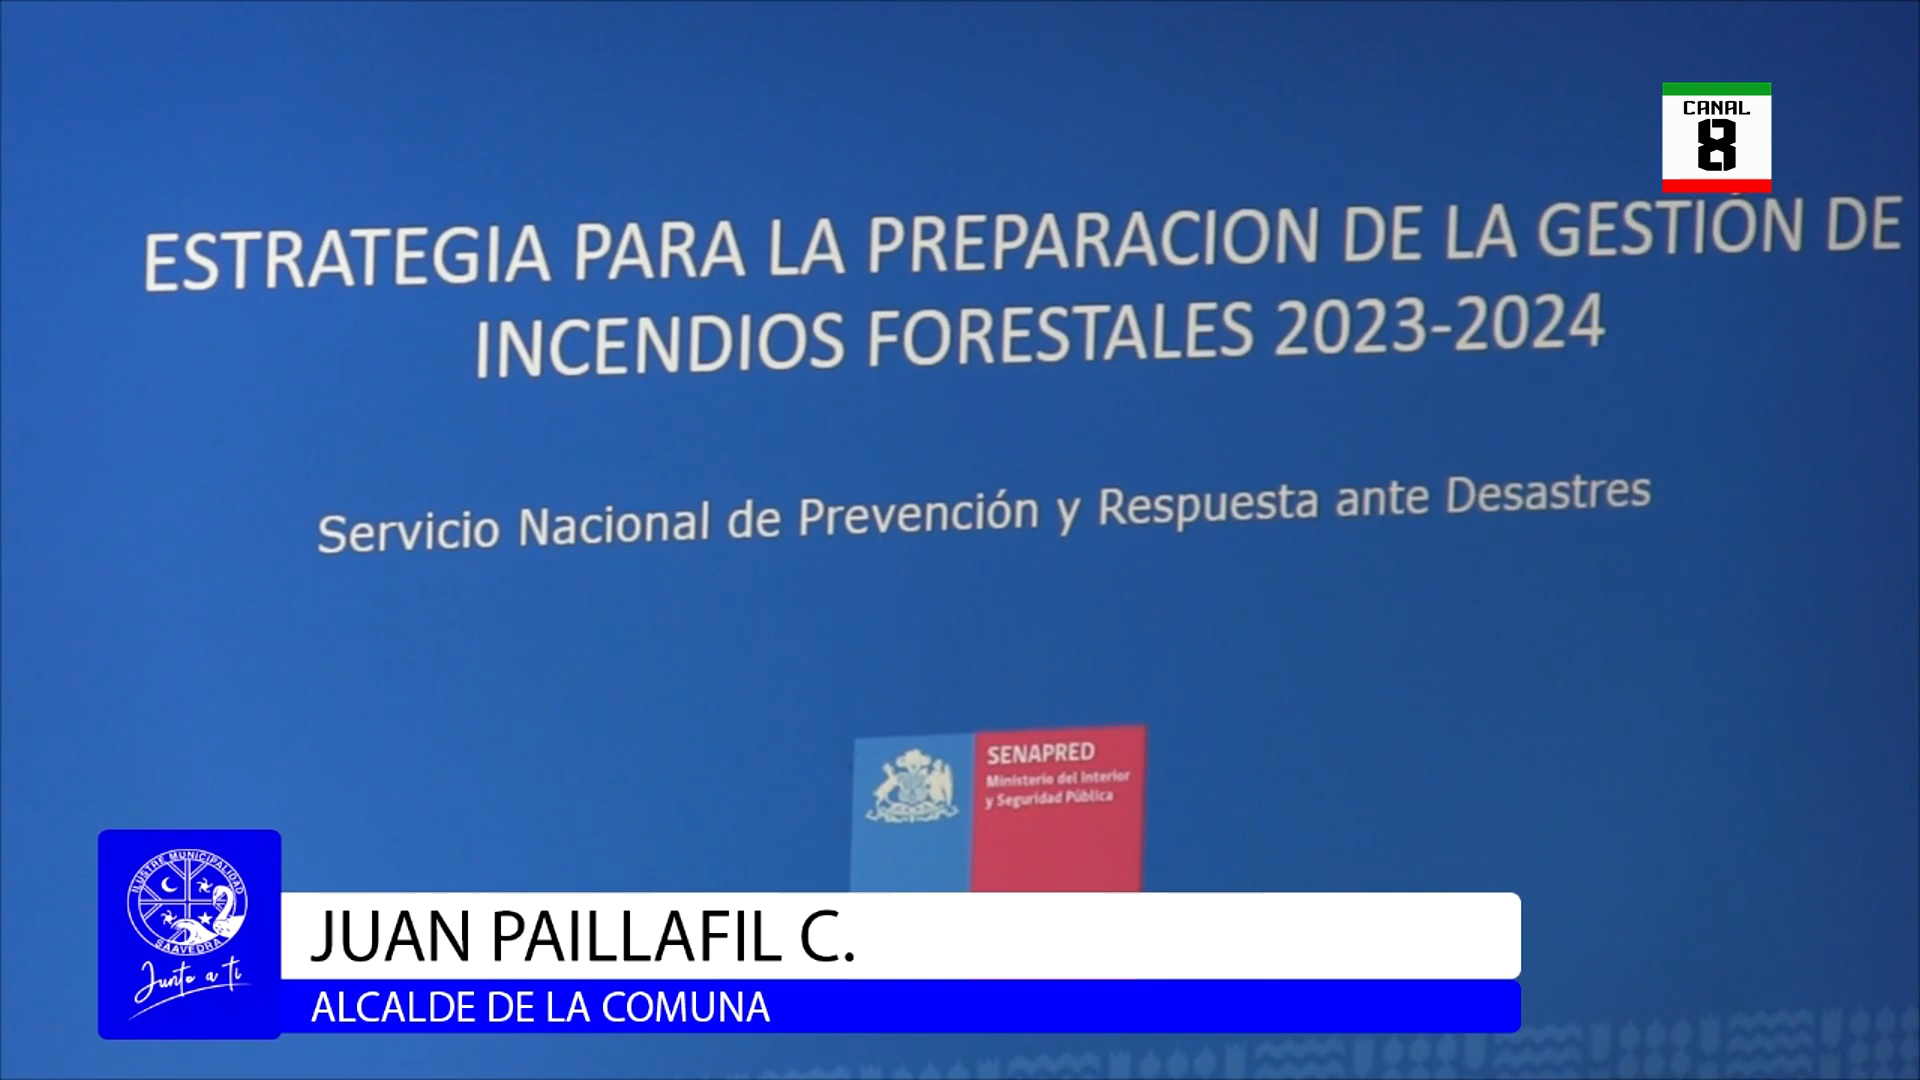 CANAL
8
ESTRATEGIA PARA LA PREPARACION DE LA GESTIÓN DE
INCENDIOS FORESTALES 2023-2024
Servicio Nacional de Prevención y Respuesta ante Desastres
SENAPRED
Ministerio del Interior
y Seguridad Pública
ILUSTRE MUNICIPALIDAD
SAAVEDRA
Junto a ti
JUAN PAILLAFIL C.
ALCALDE DE LA COMUNA